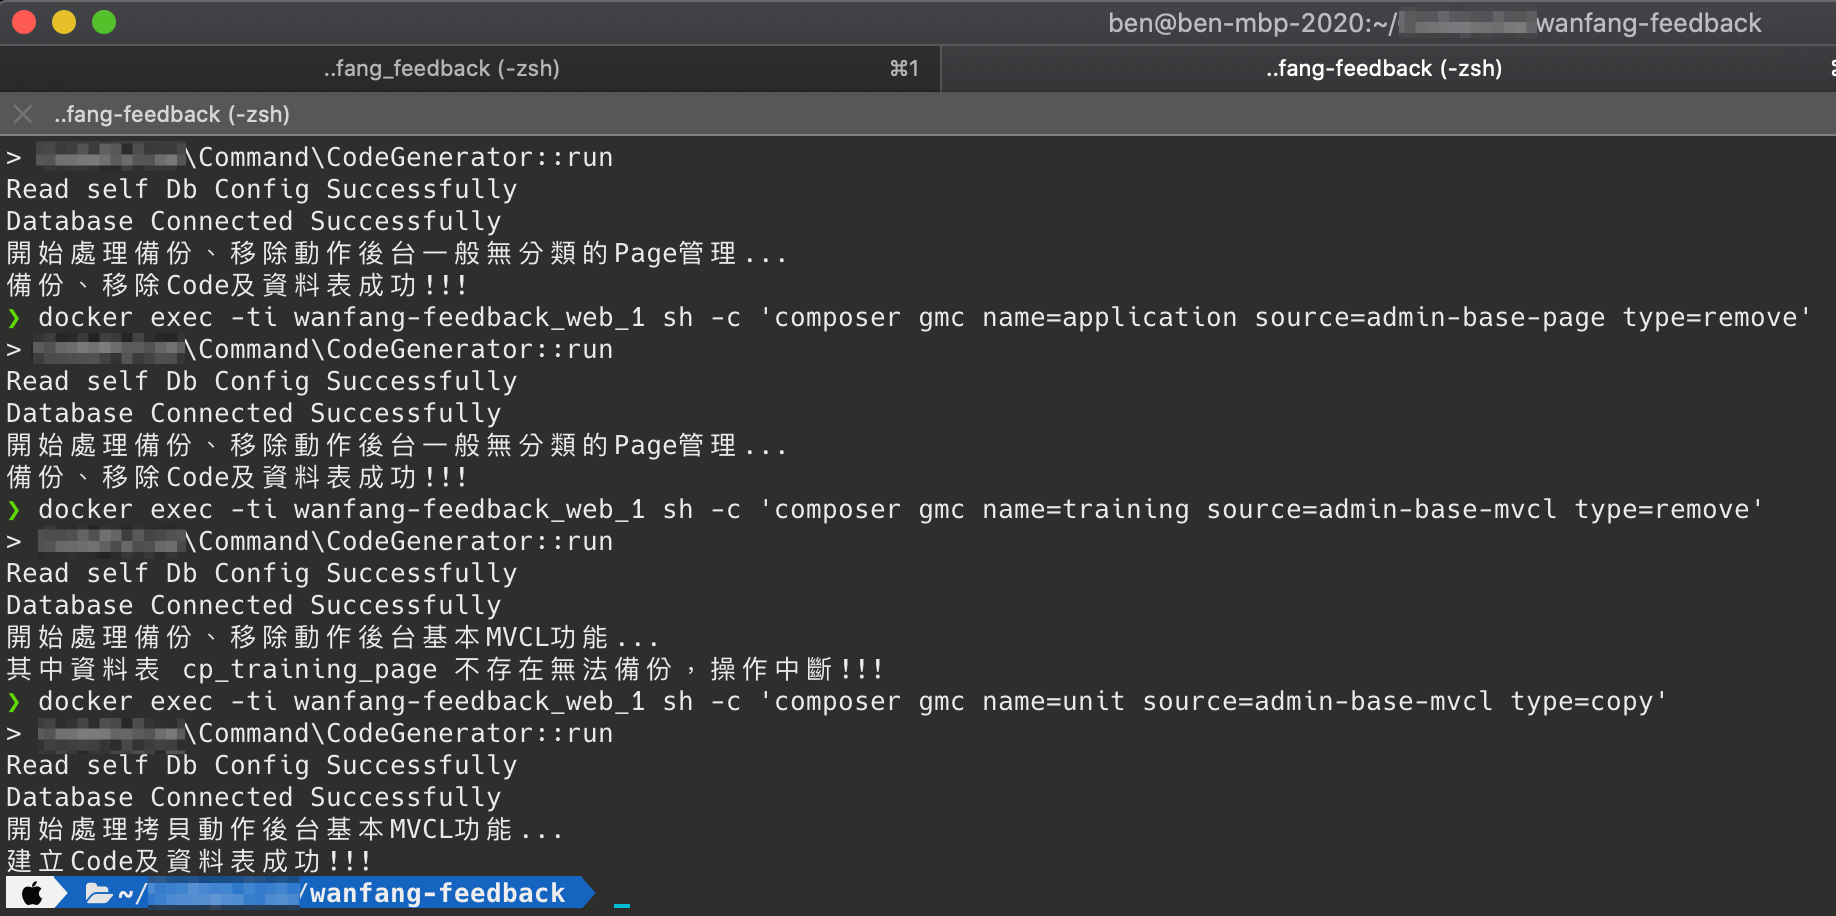 ben@ben-mbp-2020:~/wanfang-feedback
..fang_feedback (-zsh) ⌘1 ..fang-feedback (-zsh)
..fang-feedback (-zsh)
> \Command\CodeGenerator::run
Read self Db Config Successfully
Database Connected Successfully
開始處理備份、移除動作後台一般無分類的Page管理...
備份、移除Code及資料表成功!!!
❯ docker exec -ti wanfang-feedback_web_1 sh -c 'composer gmc name=application source=admin-base-page type=remove'
> \Command\CodeGenerator::run
Read self Db Config Successfully
Database Connected Successfully
開始處理備份、移除動作後台一般無分類的Page管理...
備份、移除Code及資料表成功!!!
❯ docker exec -ti wanfang-feedback_web_1 sh -c 'composer gmc name=training source=admin-base-mvcl type=remove'
> \Command\CodeGenerator::run
Read self Db Config Successfully
Database Connected Successfully
開始處理備份、移除動作後台基本MVCL功能...
其中資料表 cp_training_page 不存在無法備份，操作中斷!!!
❯ docker exec -ti wanfang-feedback_web_1 sh -c 'composer gmc name=unit source=admin-base-mvcl type=copy'
> \Command\CodeGenerator::run
Read self Db Config Successfully
Database Connected Successfully
開始處理拷貝動作後台基本MVCL功能...
建立Code及資料表成功!!!
~/ /wanfang-feedback